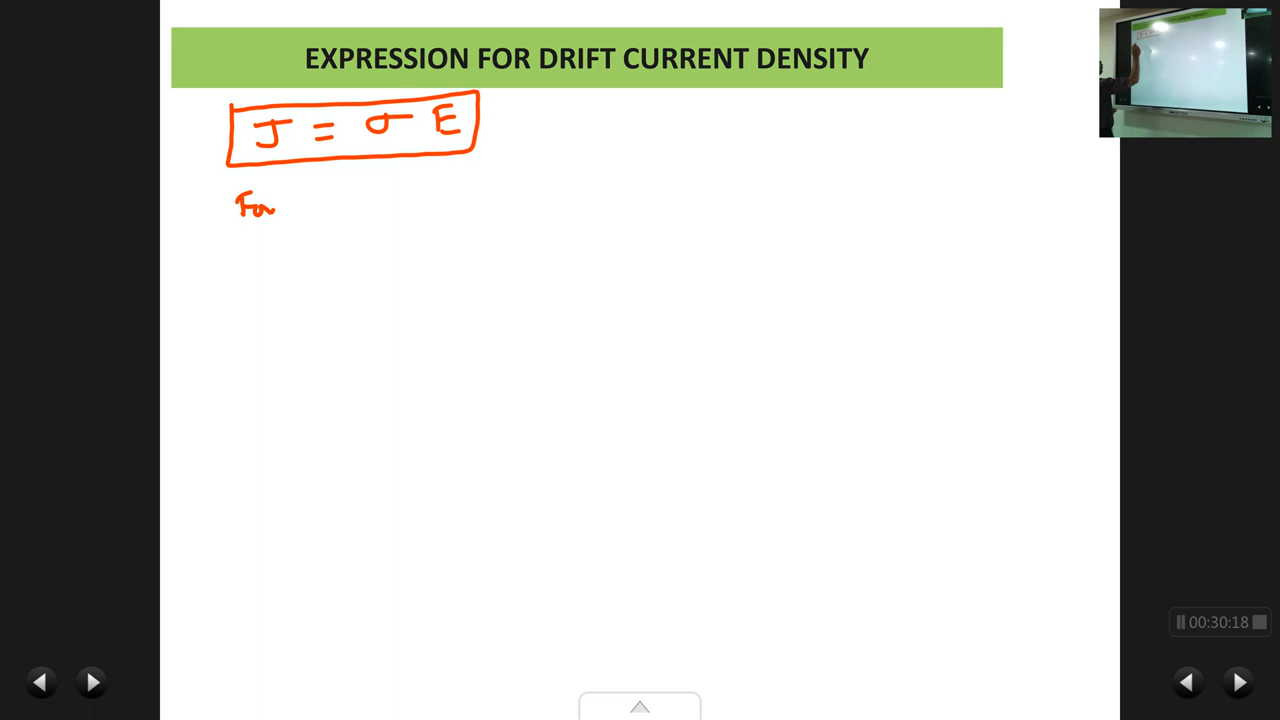 EXPRESSION FOR DRIFT CURRENT DENSITY
J = σ E
For
00:30:18